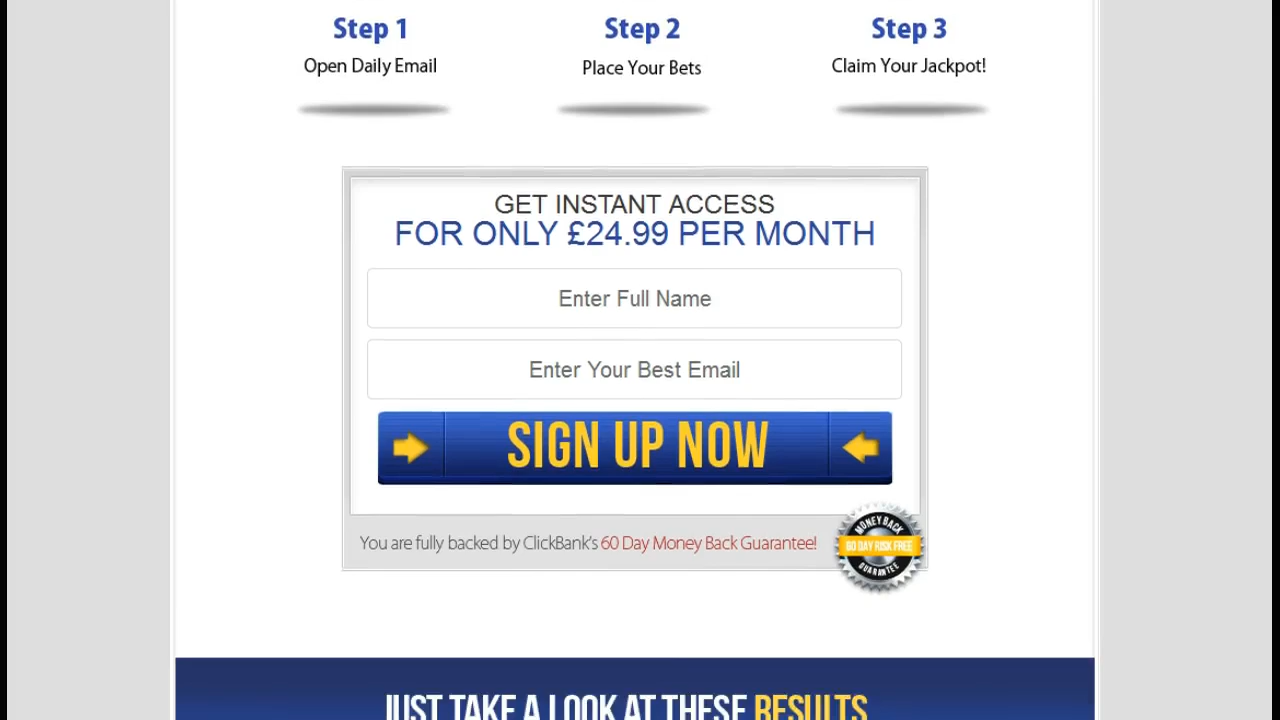 Step 1
Step 2
Step 3
Open Daily Email
Place Your Bets
Claim Your Jackpot!
GET INSTANT ACCESS
FOR ONLY £24.99 PER MONTH
Enter Full Name
Enter Your Best Email
SIGN UP NOW
You are fully backed by ClickBank's 60 Day Money Back Guarantee!
MONEY BACK
60 DAY RISK FREE
GUARANTEE
JUST TAKE A LOOK AT THESE RESULTS